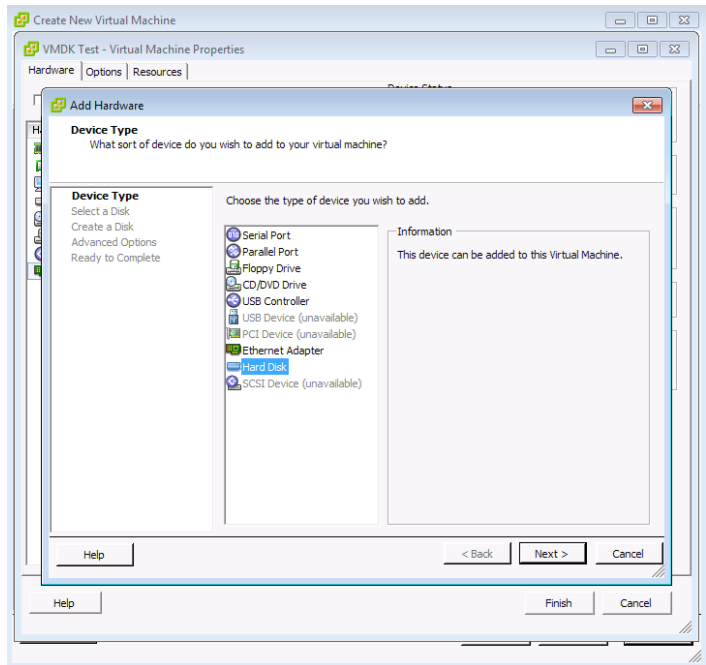 Create New Virtual Machine
VMDK Test - Virtual Machine Properties
Hardware Options Resources
Add Hardware
Device Type
What sort of device do you wish to add to your virtual machine?
Device Type
Select a Disk
Create a Disk
Advanced Options
Ready to Complete
Choose the type of device you wish to add.
Serial Port
Parallel Port
Floppy Drive
CD/DVD Drive
USB Controller
USB Device (unavailable)
PCI Device (unavailable)
Ethernet Adapter
Hard Disk
SCSI Device (unavailable)
Information
This device can be added to this Virtual Machine.
Help < Back Next > Cancel
Help Finish Cancel